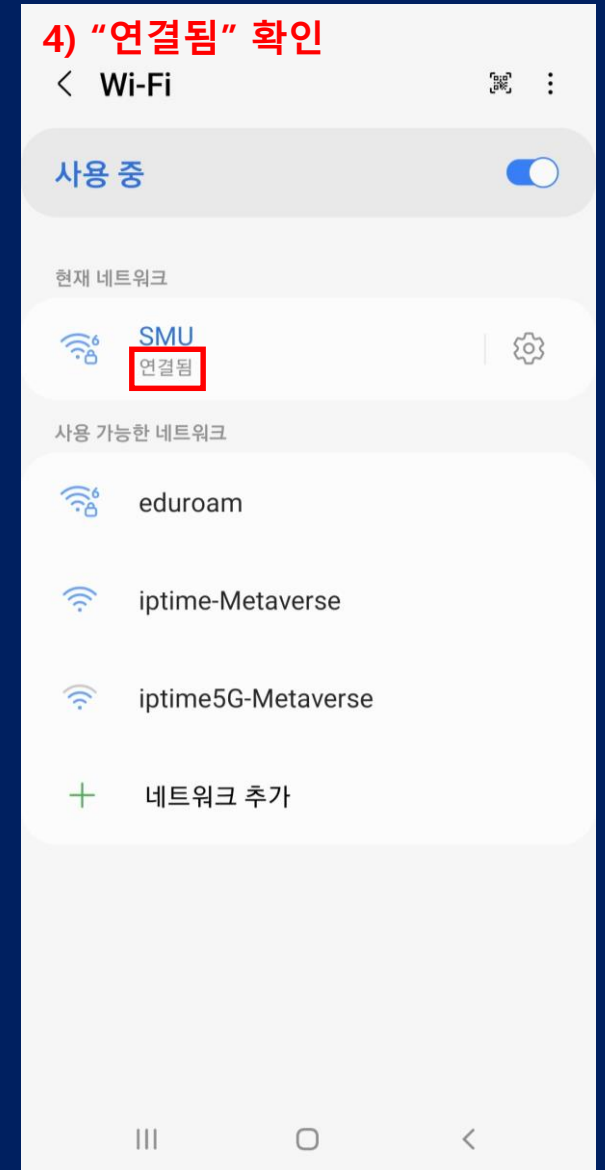 4) “연결됨” 확인
Wi-Fi
사용 중
현재 네트워크
6
SMU
연결됨
사용 가능한 네트워크
6
eduroam
iptime-Metaverse
iptime5G-Metaverse
네트워크 추가